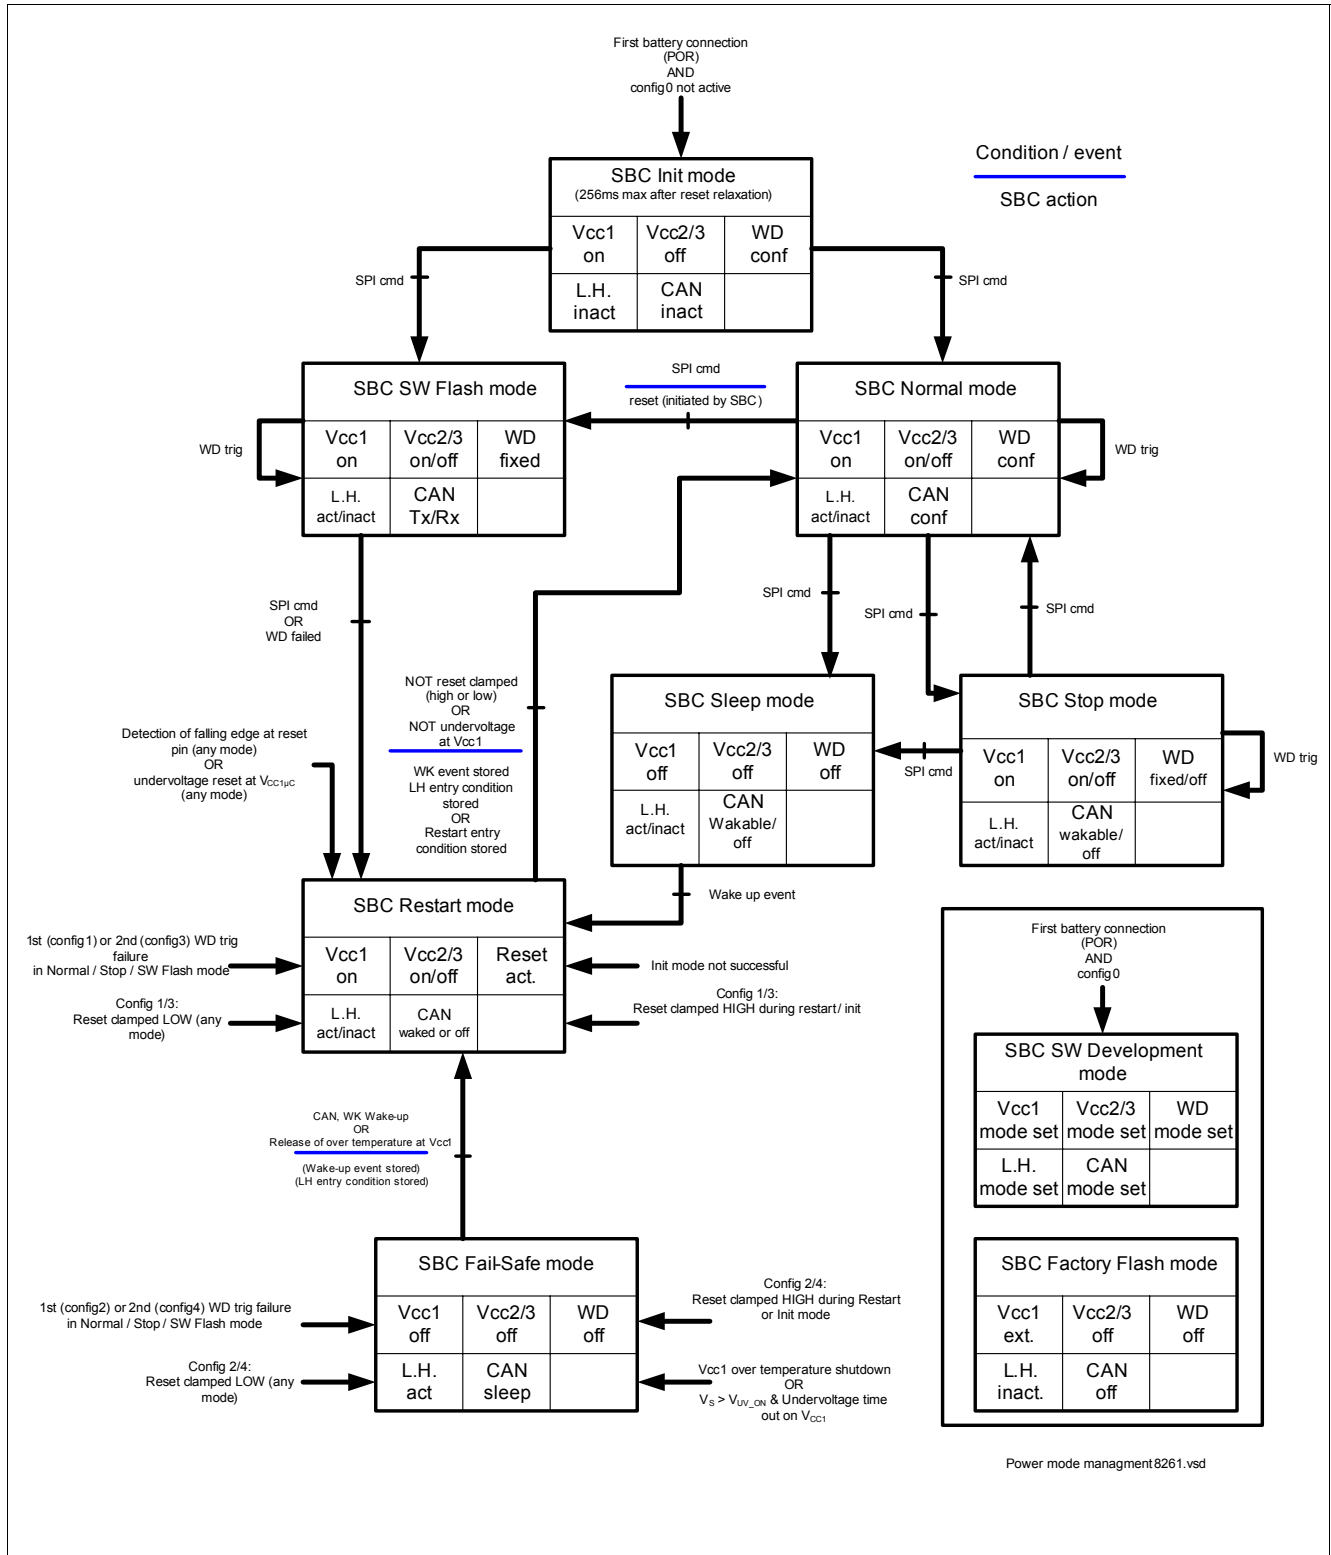 First battery connection
(POR)
AND
config0 not active
Condition / event
SBC action
SBC Init mode
(256ms max after reset relaxation)
Vcc1
on
Vcc2/3
off
WD
conf
L.H.
inact
CAN
inact
SPI cmd
SPI cmd
SBC SW Flash mode
Vcc1
on
Vcc2/3
on/off
WD
fixed
L.H.
act/inact
CAN
Tx/Rx
WD trig
SPI cmd
reset (initiated by SBC)
SBC Normal mode
Vcc1
on
Vcc2/3
on/off
WD
conf
L.H.
act/inact
CAN
conf
WD trig
SPI cmd
OR
WD failed
SPI cmd
SPI cmd
SPI cmd
NOT reset clamped
(high or low)
OR
NOT undervoltage
at Vcc1
WK event stored
LH entry condition
stored
OR
Restart entry
condition stored
Detection of falling edge at reset
pin (any mode)
OR
undervoltage reset at VCC1µC
(any mode)
SBC Sleep mode
Vcc1
off
Vcc2/3
off
WD
off
L.H.
act/inact
CAN
Wakable/
off
SPI cmd
SBC Stop mode
Vcc1
on
Vcc2/3
on/off
WD
fixed/off
L.H.
act/inact
CAN
wakable/
off
WD trig
Wake up event
SBC Restart mode
Vcc1
on
Vcc2/3
on/off
Reset
act.
L.H.
act/inact
CAN
waked or off
1st (config1) or 2nd (config3) WD trig
failure
in Normal / Stop / SW Flash mode
Config 1/3:
Reset clamped LOW (any
mode)
Init mode not successful
Config 1/3:
Reset clamped HIGH during restart / init
CAN, WK Wake-up
OR
Release of over temperature at Vcc1
(Wake-up event stored)
(LH entry condition stored)
SBC Fail-Safe mode
Vcc1
off
Vcc2/3
off
WD
off
L.H.
act
CAN
sleep
1st (config2) or 2nd (config4) WD trig failure
in Normal / Stop / SW Flash mode
Config 2/4:
Reset clamped LOW (any
mode)
Config 2/4:
Reset clamped HIGH during Restart
or Init mode
Vcc1 over temperature shutdown
OR
VS > VUV_ON & Undervoltage time
out on VCC1
First battery connection
(POR)
AND
config0
SBC SW Development
mode
Vcc1
mode set
Vcc2/3
mode set
WD
mode set
L.H.
mode set
CAN
mode set
SBC Factory Flash mode
Vcc1
ext.
Vcc2/3
off
WD
off
L.H.
inact.
CAN
off
Power mode managment 8261.vsd